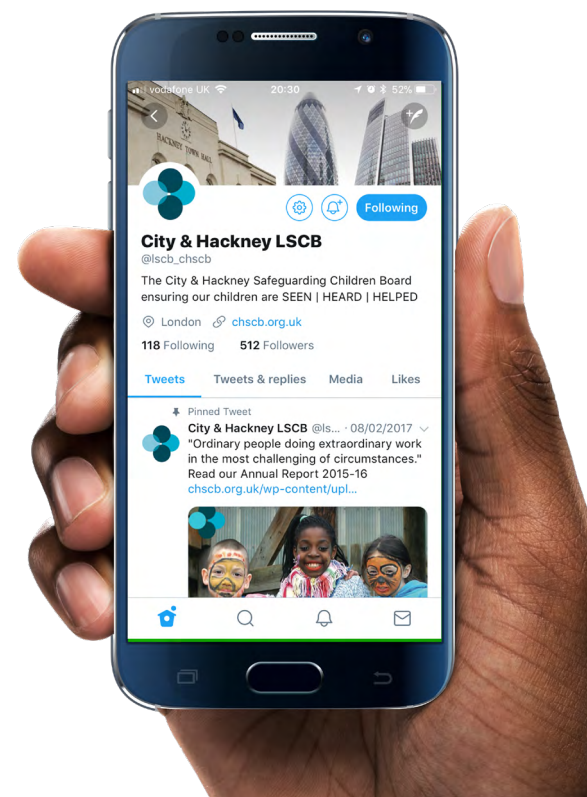 vodafone UK 20:30 52%
HACKNEY TOWN HALL
Following
City & Hackney LSCB
@lscb_chscb
The City & Hackney Safeguarding Children Board
ensuring our children are SEEN | HEARD | HELPED
London chscb.org.uk
118 Following 512 Followers
Tweets Tweets & replies Media Likes
Pinned Tweet
City & Hackney LSCB @ls... · 08/02/2017
"Ordinary people doing extraordinary work
in the most challenging of circumstances."
Read our Annual Report 2015-16
chscb.org.uk/wp-content/upl...